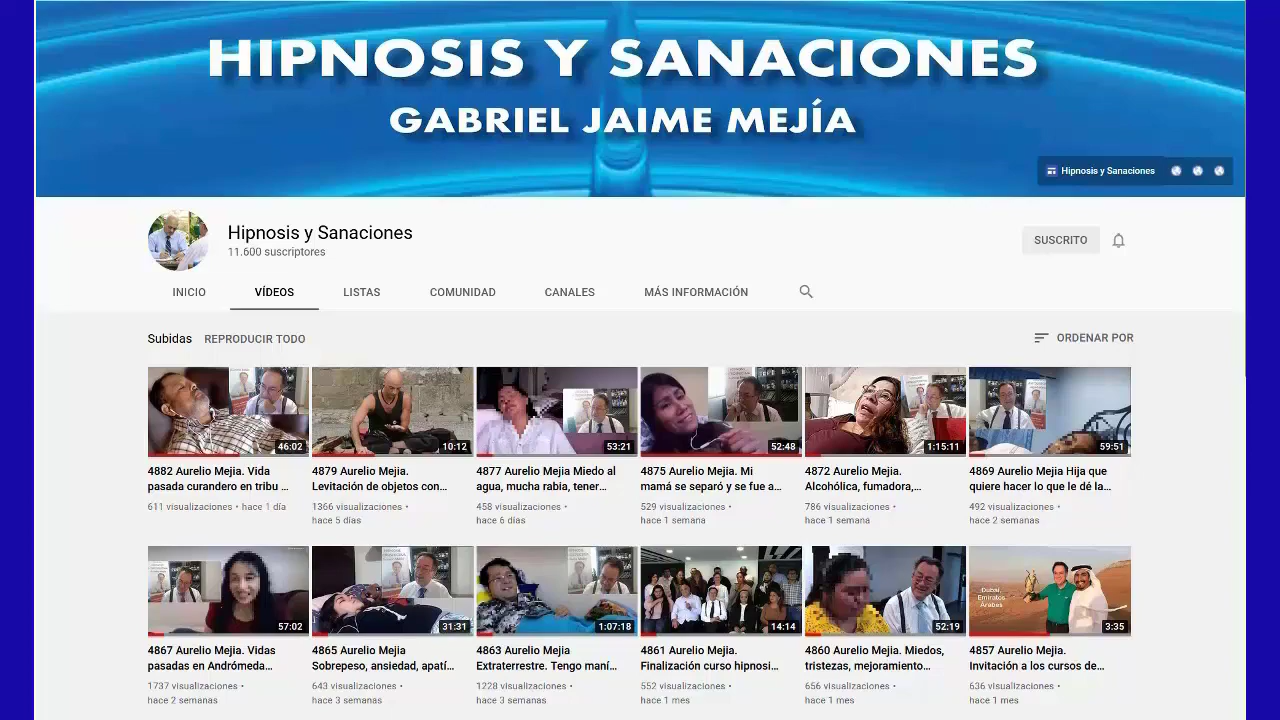 HIPNOSIS Y SANACIONES
GABRIEL JAIME MEJÍA
Hipnosis y Sanaciones
Hipnosis y Sanaciones
11.600 suscriptores
SUSCRITO
INICIO VÍDEOS LISTAS COMUNIDAD CANALES MÁS INFORMACIÓN
Subidas REPRODUCIR TODO ORDENAR POR
46:02 10:12 53:21 52:48 1:15:11 59:51
4882 Aurelio Mejia. Vida
pasada curandero en tribu ...
611 visualizaciones • hace 1 día
4879 Aurelio Mejia.
Levitación de objetos con...
1366 visualizaciones •
hace 5 días
4877 Aurelio Mejia Miedo al
agua, mucha rabia, tener...
458 visualizaciones •
hace 6 días
4875 Aurelio Mejia. Mi
mamá se separó y se fue a...
529 visualizaciones •
hace 1 semana
4872 Aurelio Mejia.
Alcohólica, fumadora,...
786 visualizaciones •
hace 1 semana
4869 Aurelio Mejia Hija que
quiere hacer lo que le dé la...
492 visualizaciones •
hace 2 semanas
Dubai,
Emiratos
Arabes
57:02 31:31 1:07:18 14:14 52:19 3:35
4867 Aurelio Mejia. Vidas
pasadas en Andrómeda...
1737 visualizaciones •
hace 2 semanas
4865 Aurelio Mejia
Sobrepeso, ansiedad, apatí...
643 visualizaciones •
hace 3 semanas
4863 Aurelio Mejia
Extraterrestre. Tengo maní...
1228 visualizaciones •
hace 3 semanas
4861 Aurelio Mejia.
Finalización curso hipnosi...
552 visualizaciones •
hace 1 mes
4860 Aurelio Mejia. Miedos,
tristezas, mejoramiento...
656 visualizaciones •
hace 1 mes
4857 Aurelio Mejia.
Invitación a los cursos de...
636 visualizaciones •
hace 1 mes